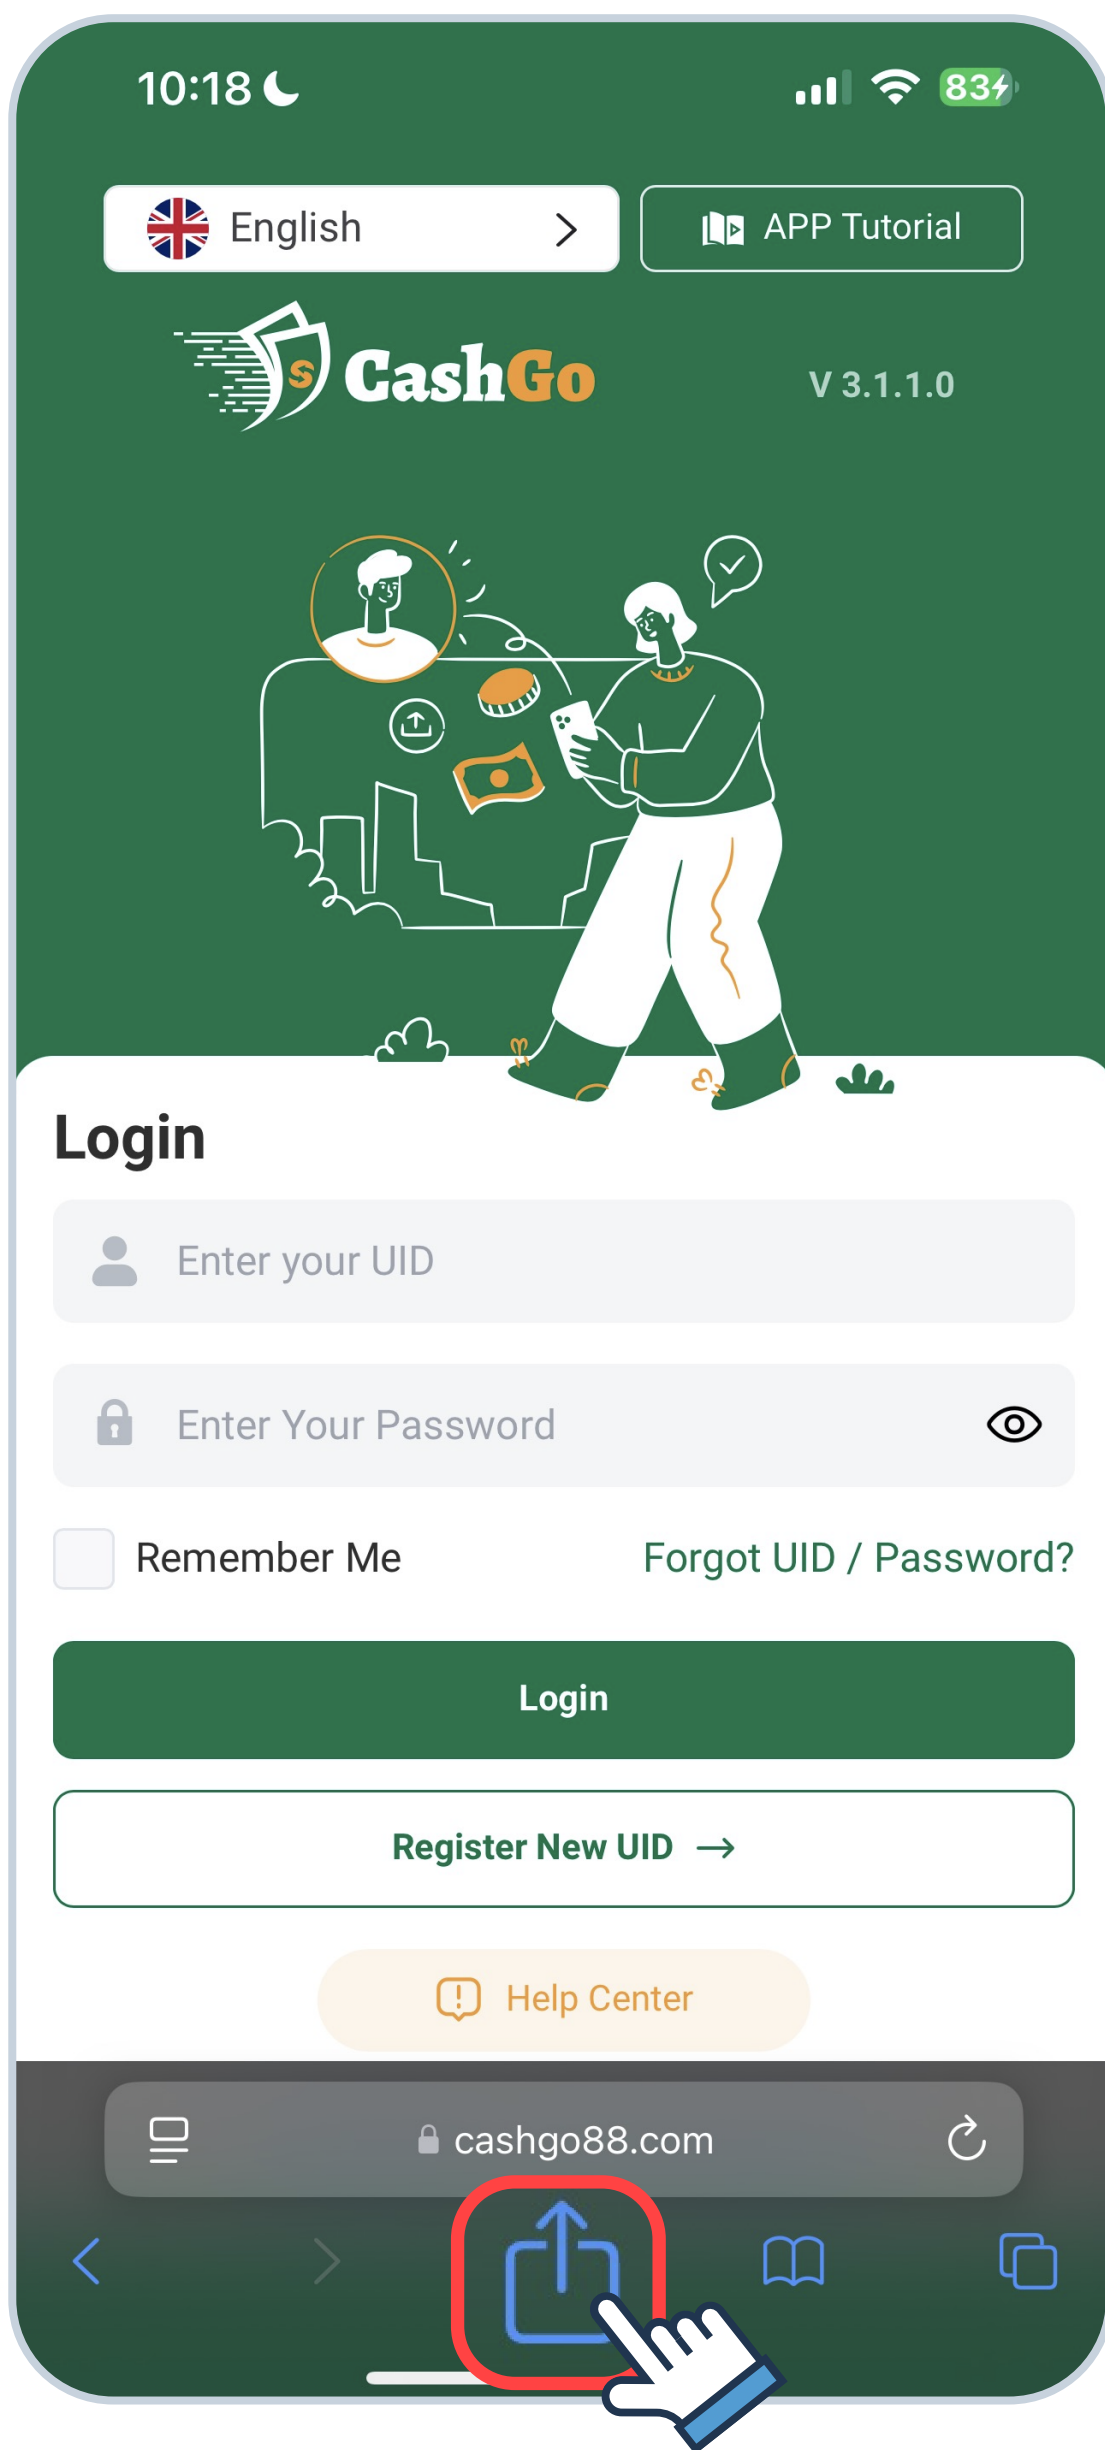 10:18
83
English
APP Tutorial
CashGo
V 3.1.1.0
Login
Enter your UID
Enter Your Password
Remember Me
Forgot UID / Password?
Login
Register New UID →
Help Center
cashgo88.com